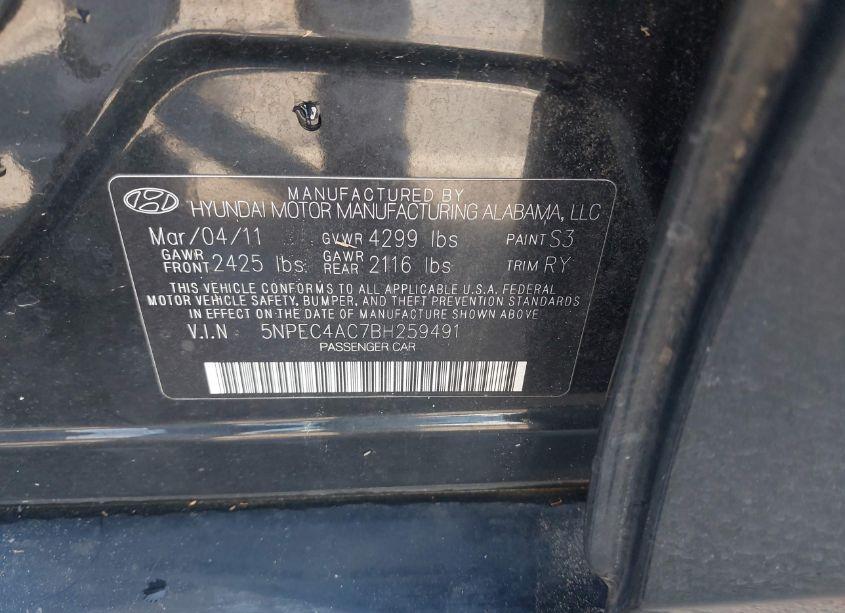 MANUFACTURED BY
HYUNDAI MOTOR MANUFACTURING ALABAMA, LLC
Mar/04/11 GVWR 4299 lbs PAINT S3
GAWR FRONT 2425 lbs GAWR REAR 2116 lbs TRIM RY
THIS VEHICLE CONFORMS TO ALL APPLICABLE U.S.A. FEDERAL
MOTOR VEHICLE SAFETY, BUMPER, AND THEFT PREVENTION STANDARDS
IN EFFECT ON THE DATE OF MANUFACTURE SHOWN ABOVE
V.I.N 5NPEC4AC7BH259491
PASSENGER CAR